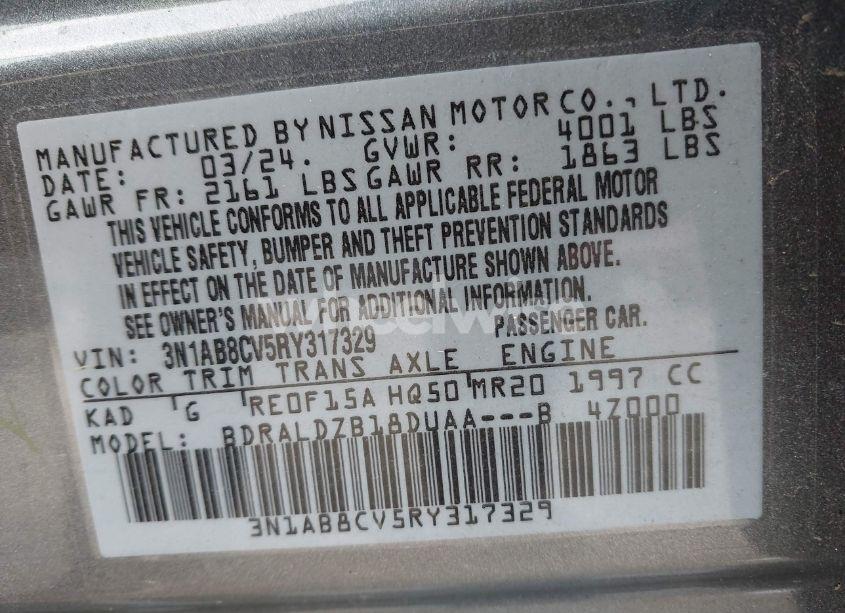 MANUFACTURED BY NISSAN MOTOR CO., LTD.
DATE: 03/24. GVWR: 4001 LBS
GAWR FR: 2161 LBS GAWR RR: 1863 LBS
THIS VEHICLE CONFORMS TO ALL APPLICABLE FEDERAL MOTOR
VEHICLE SAFETY, BUMPER AND THEFT PREVENTION STANDARDS
IN EFFECT ON THE DATE OF MANUFACTURE SHOWN ABOVE.
SEE OWNER'S MANUAL FOR ADDITIONAL INFORMATION.
VIN: 3N1AB8CV5RY317329 PASSENGER CAR.
COLOR TRIM TRANS AXLE ENGINE
KAD G RE0F15A HQ50 MR20 1997 CC
MODEL: BDRALDZB18DUAA---B 4Z000
3N1AB8CV5RY317329